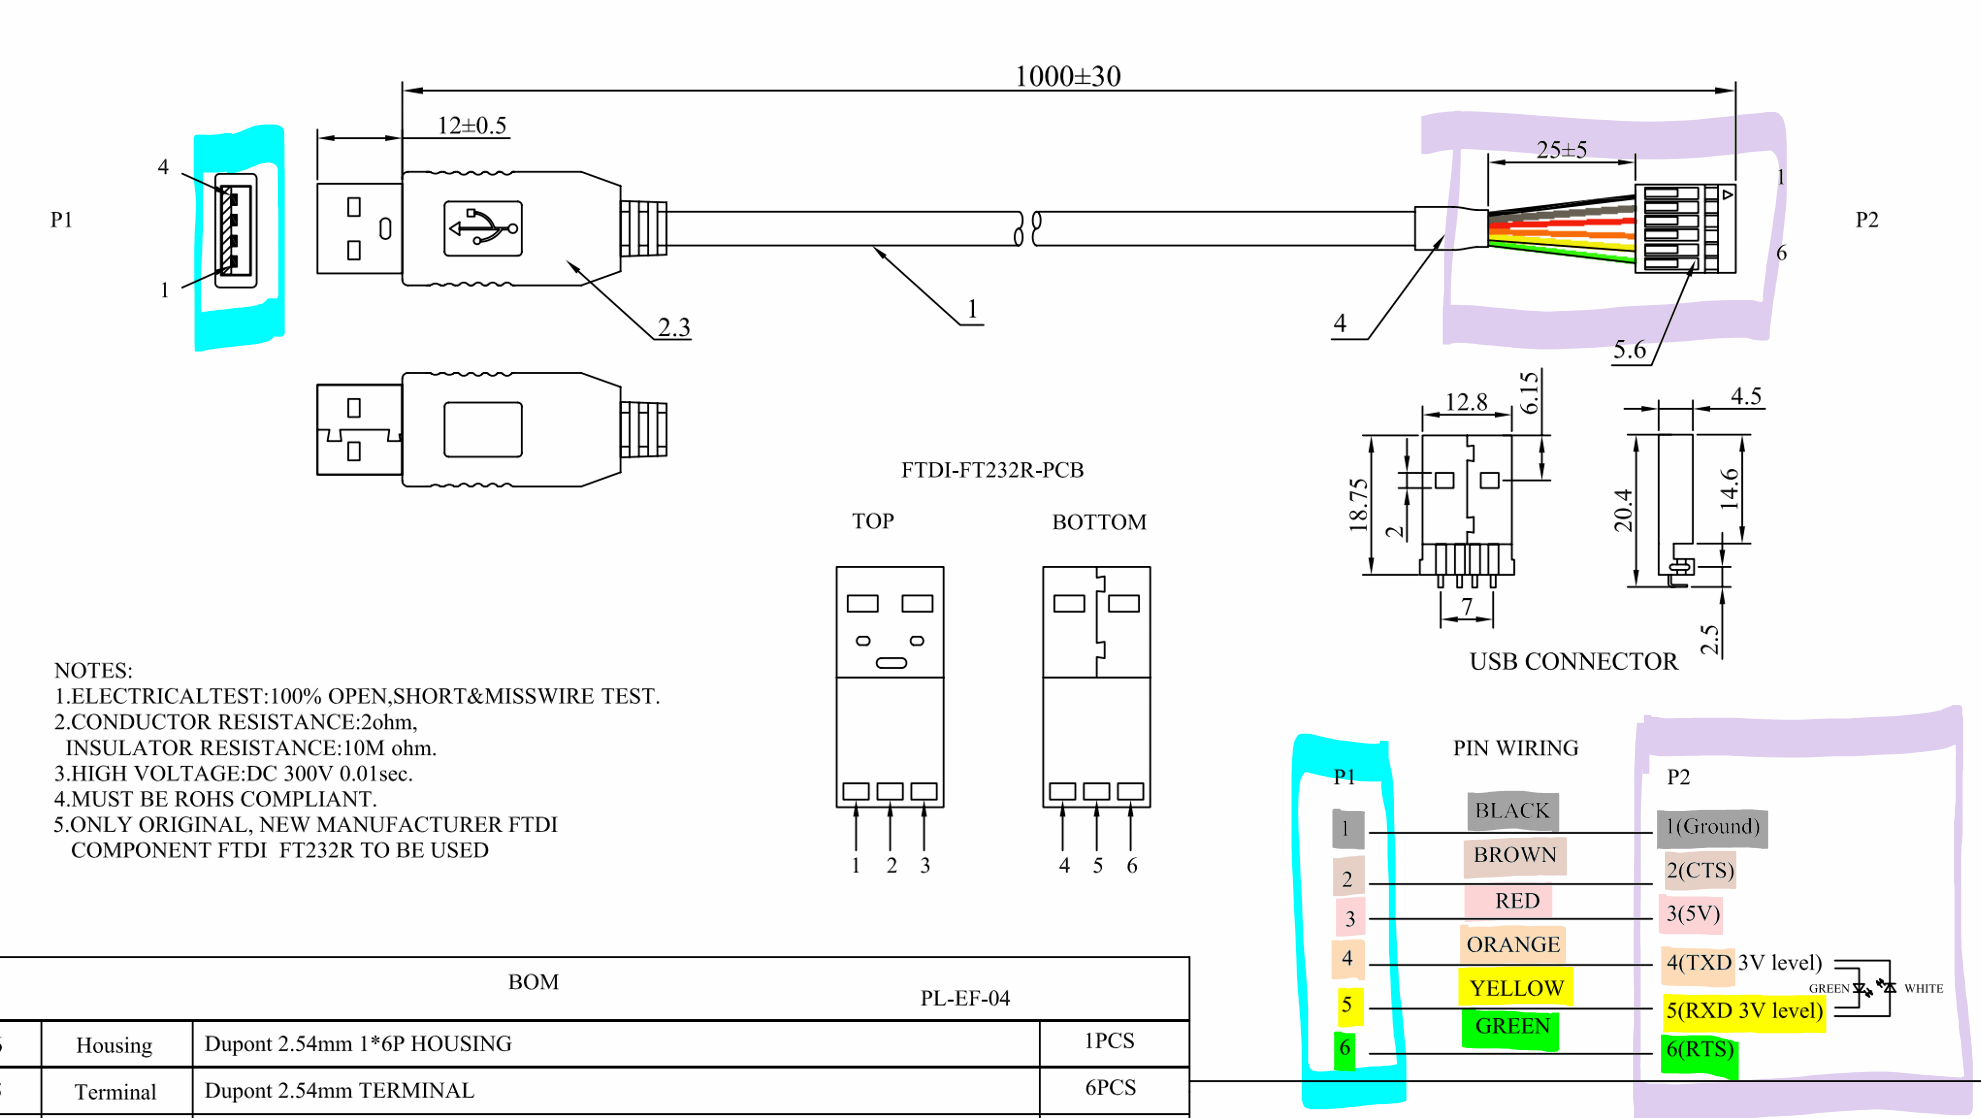 1000±30
12±0.5
25±5
4
1
P1
P2
1
6
2.3
1
4
5.6
12.8
6.15
4.5
18.75
2
20.4
14.6
7
2.5
USB CONNECTOR
FTDI-FT232R-PCB
TOP
BOTTOM
1 2 3
4 5 6
NOTES:
1.ELECTRICALTEST:100% OPEN,SHORT&MISSWIRE TEST.
2.CONDUCTOR RESISTANCE:2ohm,
INSULATOR RESISTANCE:10M ohm.
3.HIGH VOLTAGE:DC 300V 0.01sec.
4.MUST BE ROHS COMPLIANT.
5.ONLY ORIGINAL, NEW MANUFACTURER FTDI
COMPONENT FTDI FT232R TO BE USED
PIN WIRING
P1 P2
1 BLACK 1(Ground)
2 BROWN 2(CTS)
3 RED 3(5V)
4 ORANGE 4(TXD 3V level)
GREEN WHITE
5 YELLOW 5(RXD 3V level)
6 GREEN 6(RTS)
BOM
PL-EF-04
Housing Dupont 2.54mm 1*6P HOUSING 1PCS
Terminal Dupont 2.54mm TERMINAL 6PCS